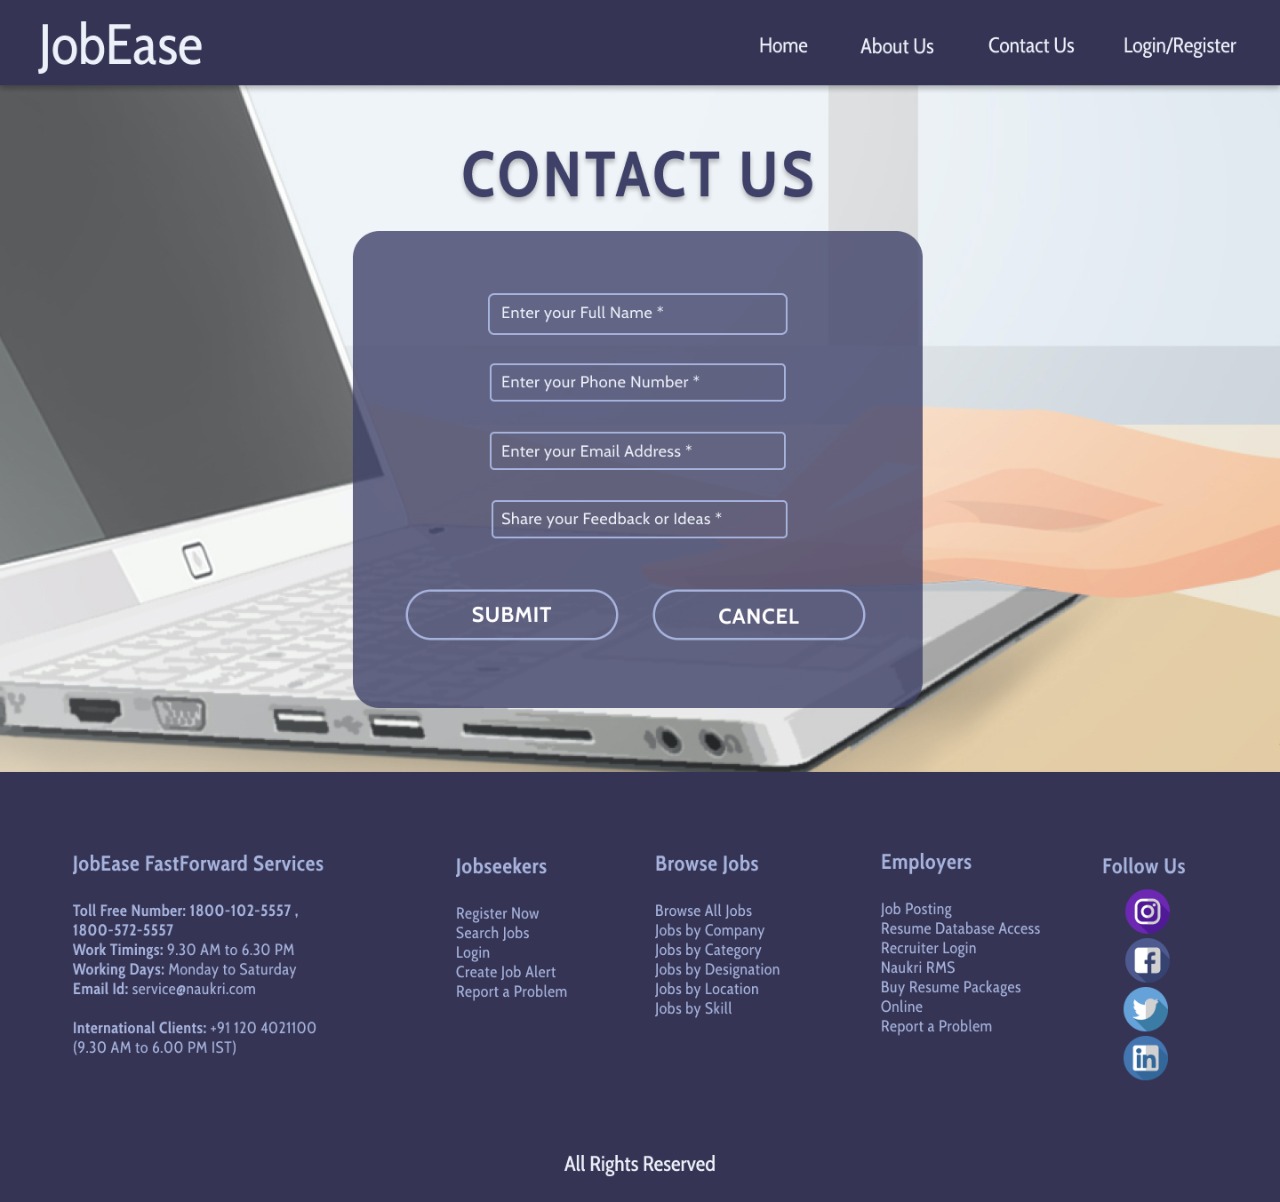 JobEase
Home
About Us
Contact Us
Login/Register
CONTACT US
Enter your Full Name *
Enter your Phone Number *
Enter your Email Address *
Share your Feedback or Ideas *
SUBMIT
CANCEL
JobEase FastForward Services
Toll Free Number: 1800-102-5557 ,
1800-572-5557
Work Timings: 9.30 AM to 6.30 PM
Working Days: Monday to Saturday
Email Id: service@naukri.com
International Clients: +91 120 4021100
(9.30 AM to 6.00 PM IST)
Jobseekers
Register Now
Search Jobs
Login
Create Job Alert
Report a Problem
Browse Jobs
Browse All Jobs
Jobs by Company
Jobs by Category
Jobs by Designation
Jobs by Location
Jobs by Skill
Employers
Job Posting
Resume Database Access
Recruiter Login
Naukri RMS
Buy Resume Packages
Online
Report a Problem
Follow Us
All Rights Reserved